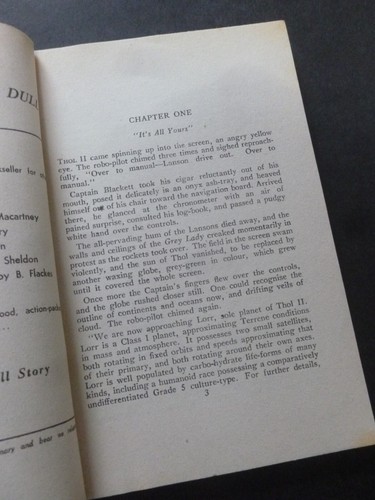 DUL
seller for
Macartney
ry
n
Sheldon
by B. Flackes
ood, action-pack
ll Story
CHAPTER ONE
"It's All Yours"
THOL II came spinning up into the screen, an angry yellow
eye. The robo-pilot chimed three times and sighed reproach-
fully, "Over to manual—Lanson drive out. Over to
manual."
Captain Blackett took his cigar reluctantly out of his
mouth, posed it delicately in an onyx ash-tray, and heaved
himself out of his chair toward the navigation board. Arrived
there, he glanced at the chronometer with an air of
pained surprise, consulted his log-book, and passed a pudgy
white hand over the controls.
The all-pervading hum of the Lansons died away, and the
walls and ceilings of the Grey Lady creaked momentarily in
protest as the rockets took over. The field in the screen swam
violently, and the sun of Thol vanished, to be replaced by
another waxing globe, grey-green in colour, which grew
until it covered the whole screen.
Once more the Captain's fingers flew over the controls,
and the globe rushed closer still. One could recognise the
outline of continents and oceans now, and drifting veils of
cloud. The robo-pilot chimed again.
"We are now approaching Lorr, sole planet of Thol II.
Lorr is a Class I planet, approximating Terrene conditions
in mass and atmosphere. It possesses two small satellites,
both rotating in fixed orbits and speeds around their own axes.
of their primary, and both rotating around
Lorr is well populated by carbo-hydrate life-forms of many
kinds, including a humanoid race possessing a comparatively
undifferentiated Grade 5 culture-type. For further details,
3